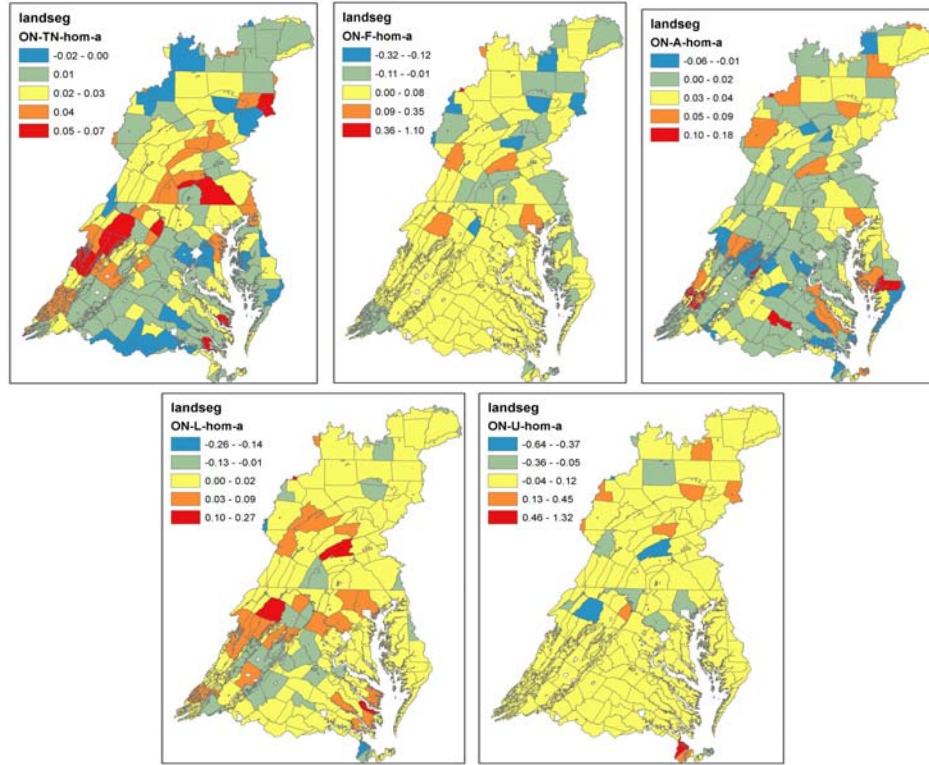 landseg
ON-TN-hom-a
-0.02 - 0.00
0.01
0.02 - 0.03
0.04
0.05 - 0.07
landseg
ON-F-hom-a
-0.32 - -0.12
-0.11 - -0.01
0.00 - 0.08
0.09 - 0.35
0.36 - 1.10
landseg
ON-A-hom-a
-0.06 - -0.01
0.00 - 0.02
0.03 - 0.04
0.05 - 0.09
0.10 - 0.18
landseg
ON-L-hom-a
-0.26 - -0.14
-0.13 - -0.01
0.00 - 0.02
0.03 - 0.09
0.10 - 0.27
landseg
ON-U-hom-a
-0.64 - -0.37
-0.36 - -0.05
-0.04 - 0.12
0.13 - 0.45
0.46 - 1.32